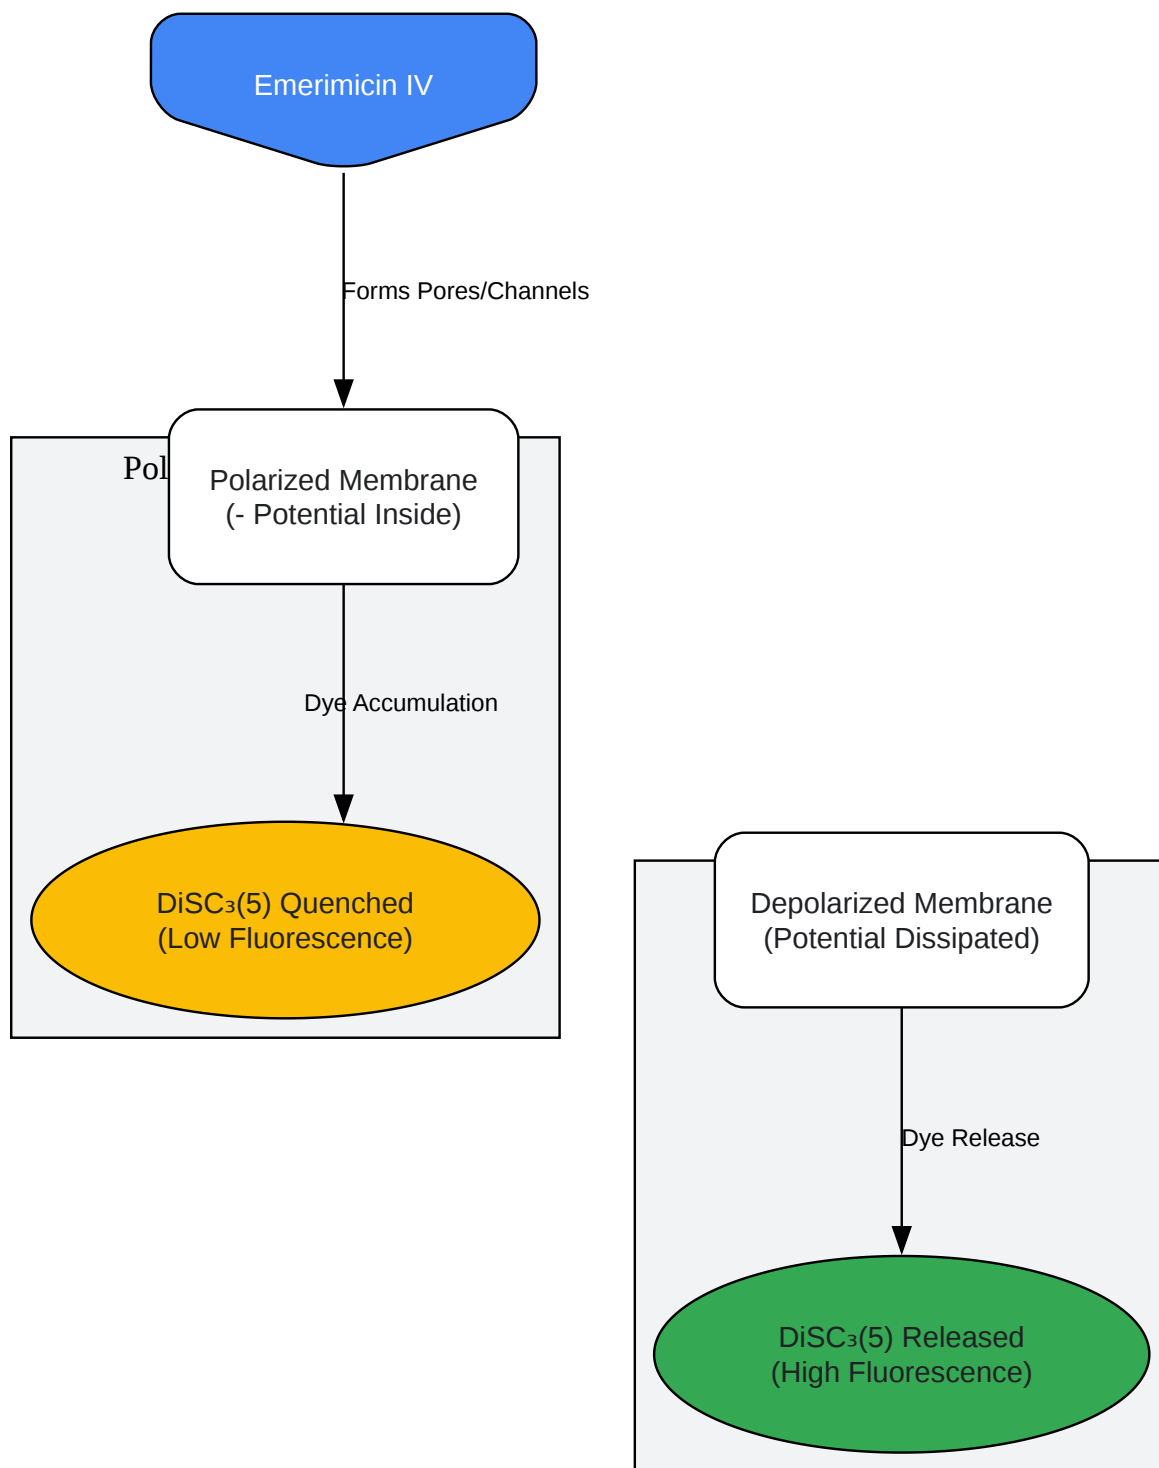 Emerimicin IV
Forms Pores/Channels
Pol
Polarized Membrane
(- Potential Inside)
Dye Accumulation
DiSC₃(5) Quenched
(Low Fluorescence)
Depolarized Membrane
(Potential Dissipated)
Dye Release
DiSC₃(5) Released
(High Fluorescence)